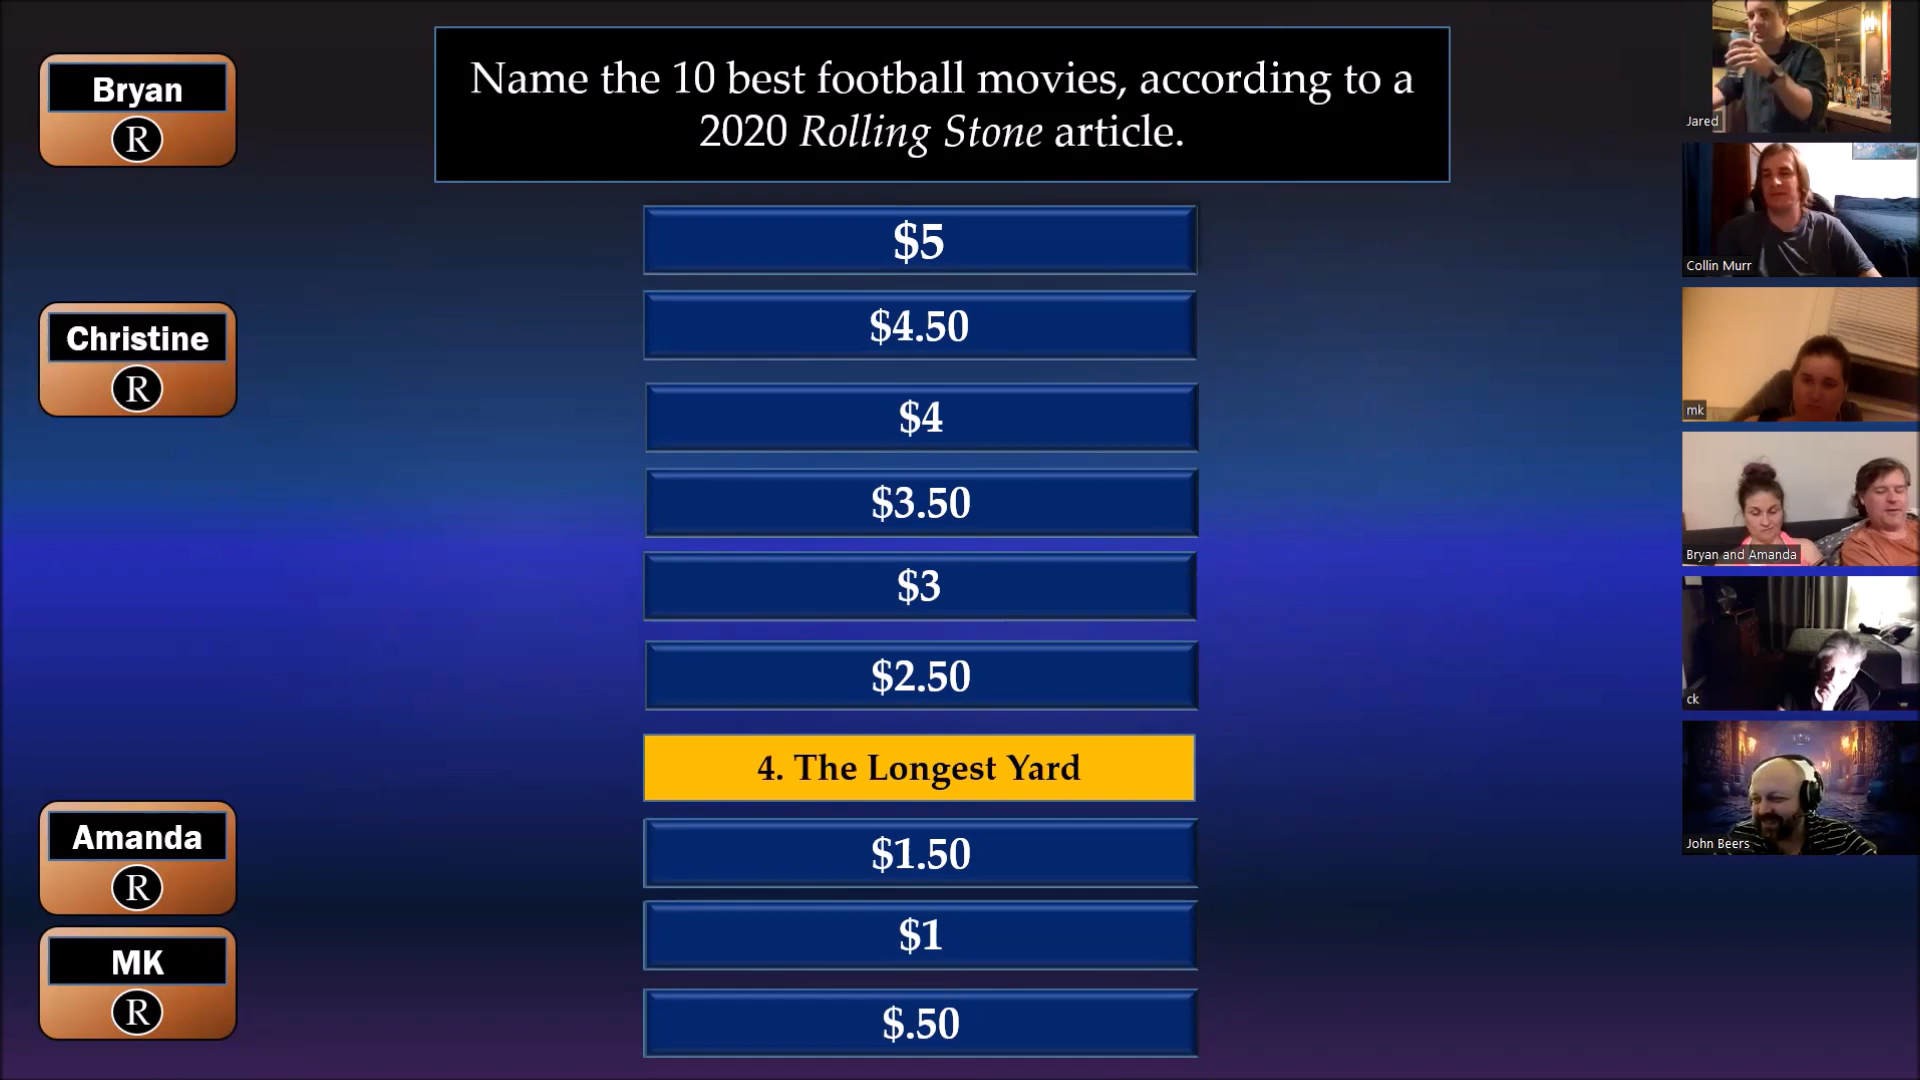 Bryan
R
Christine
R
Amanda
R
MK
R
Name the 10 best football movies, according to a
2020 Rolling Stone article.
$5
$4.50
$4
$3.50
$3
$2.50
4. The Longest Yard
$1.50
$1
$.50
Jared
Collin Murr
mk
Bryan and Amanda
ck
John Beers